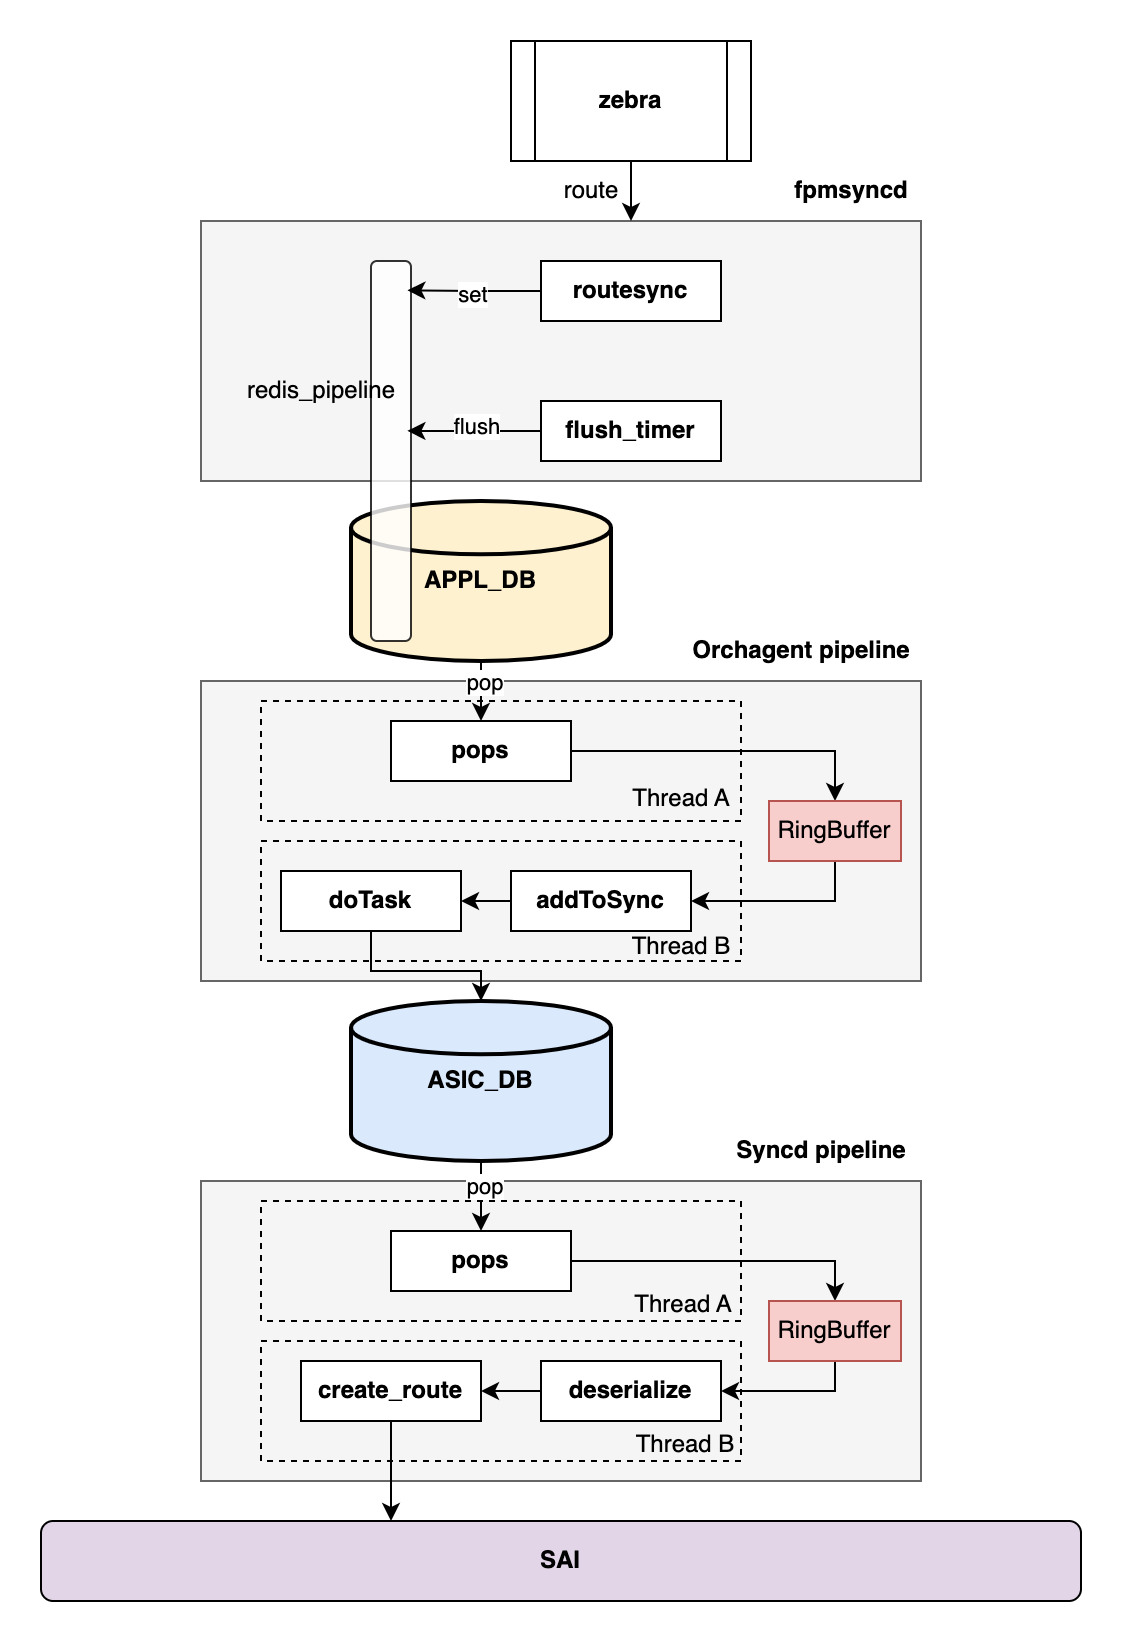 zebra
route
fpmsyncd
routesync
set
redis_pipeline
flush
flush_timer
APPL_DB
Orchagent pipeline
pop
pops
Thread A
RingBuffer
doTask
addToSync
Thread B
ASIC_DB
Syncd pipeline
pop
pops
Thread A
RingBuffer
create_route
deserialize
Thread B
SAI